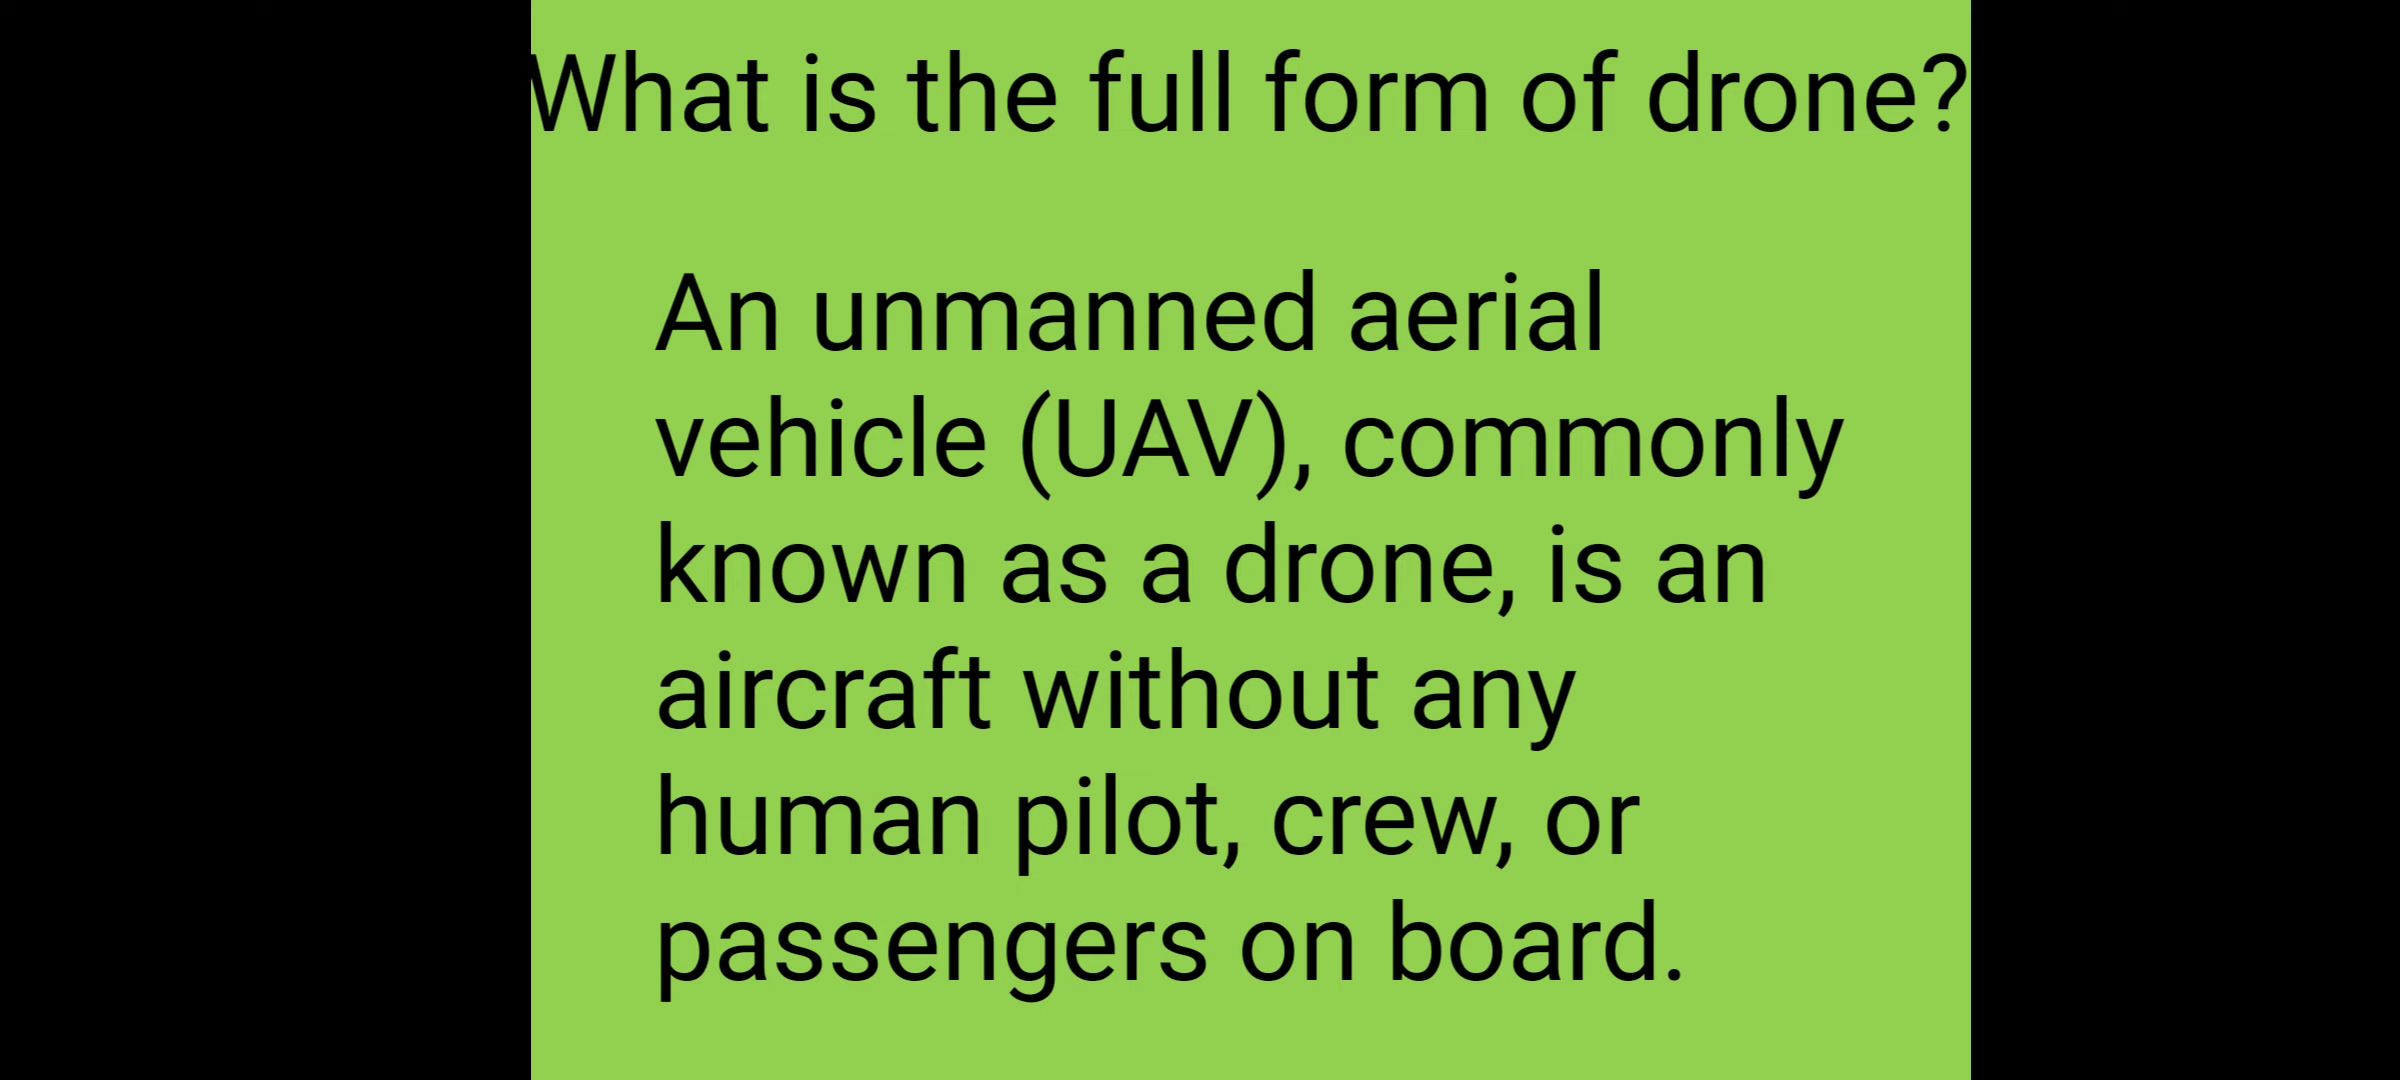 What is the full form of drone?
An unmanned aerial
vehicle (UAV), commonly
known as a drone, is an
aircraft without any
human pilot, crew, or
passengers on board.